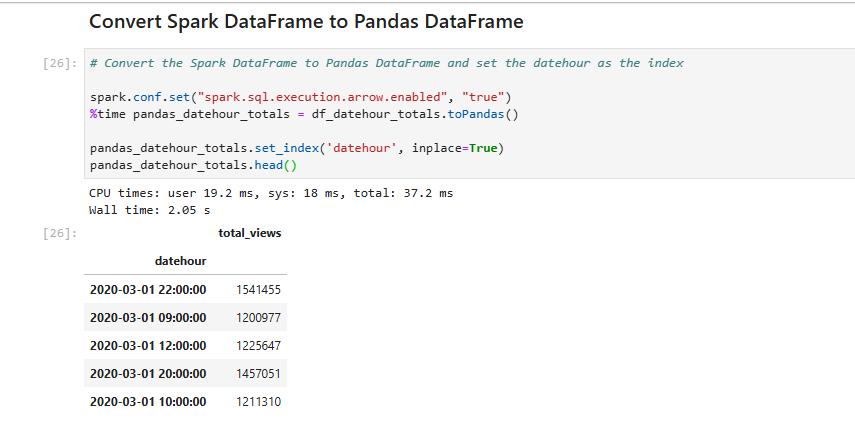 Convert Spark DataFrame to Pandas DataFrame
[26]: # Convert the Spark DataFrame to Pandas DataFrame and set the datehour as the index
spark.conf.set("spark.sql.execution.arrow.enabled", "true")
%time pandas_datehour_totals = df_datehour_totals.toPandas()
pandas_datehour_totals.set_index('datehour', inplace=True)
pandas_datehour_totals.head()
CPU times: user 19.2 ms, sys: 18 ms, total: 37.2 ms
Wall time: 2.05 s
[26]: total_views
datehour
2020-03-01 22:00:00 1541455
2020-03-01 09:00:00 1200977
2020-03-01 12:00:00 1225647
2020-03-01 20:00:00 1457051
2020-03-01 10:00:00 1211310